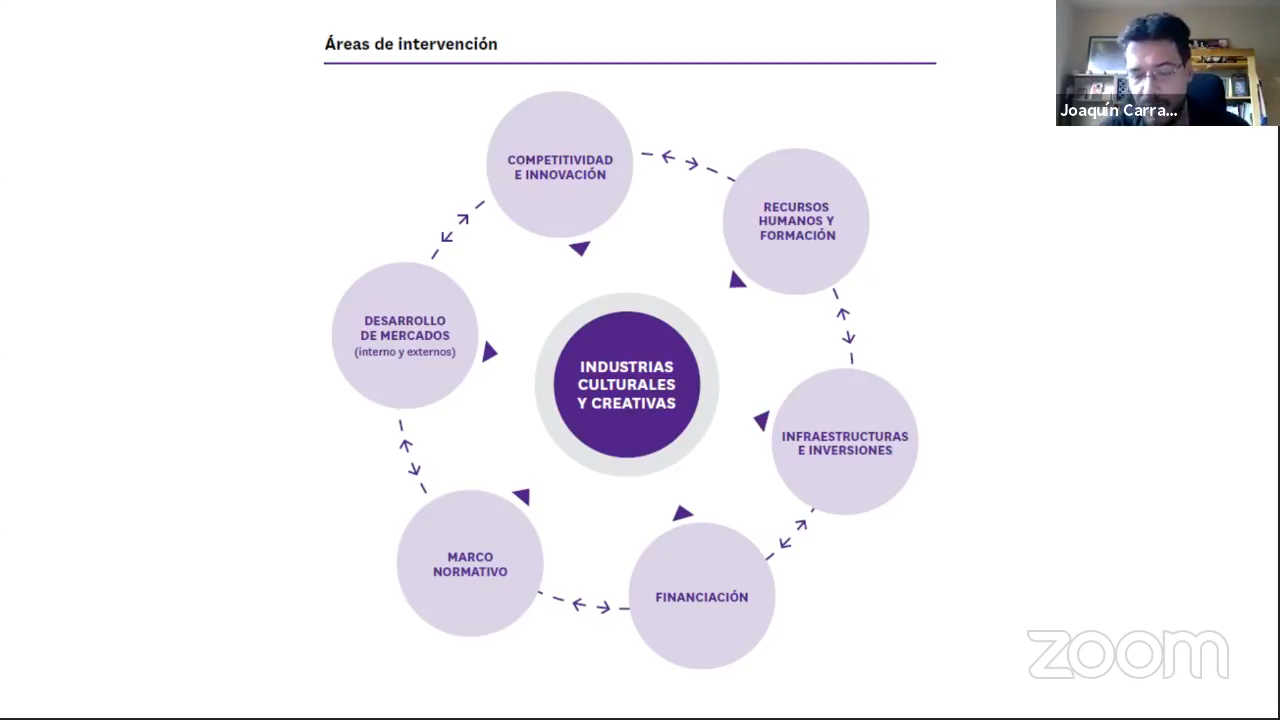 Áreas de intervención
Joaquín Carra...
COMPETITIVIDAD
E INNOVACIÓN
RECURSOS
HUMANOS Y
FORMACIÓN
DESARROLLO
DE MERCADOS
(interno y externos)
INDUSTRIAS
CULTURALES
Y CREATIVAS
INFRAESTRUCTURAS
E INVERSIONES
MARCO
NORMATIVO
FINANCIACIÓN
zoom